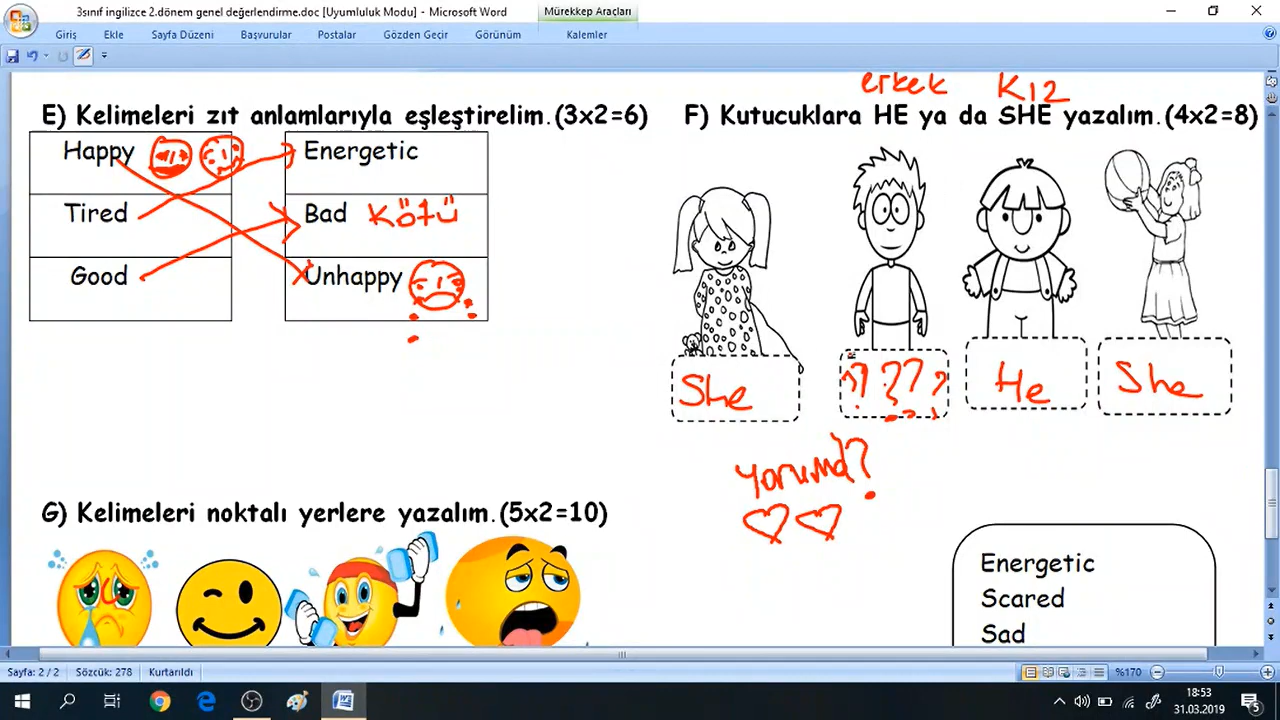 3sınıf ingilizce 2.dönem genel değerlendirme.doc [Uyumluluk Modu] - Microsoft Word
Mürekkep Araçları
Giriş Ekle Sayfa Düzeni Başvurular Postalar Gözden Geçir Görünüm Kalemler
erkek KIZ
E) Kelimeleri zıt anlamlarıyla eşleştirelim.(3x2=6)
Happy Energetic
Tired Bad Kötü
Good Unhappy
F) Kutucuklara HE ya da SHE yazalım.(4x2=8)
She ???? He She
Yorumd?
G) Kelimeleri noktalı yerlere yazalım.(5x2=10)
Energetic
Scared
Sad
Sayfa: 2 / 2 Sözcük: 278 Kurtarıldı %170
18:53
31.03.2019
5